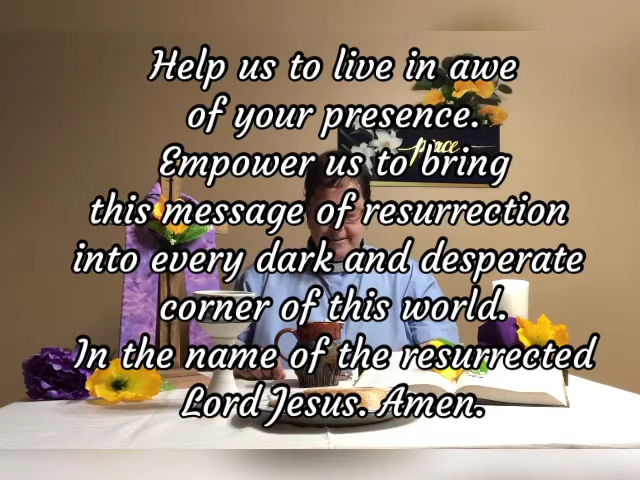 Help us to live in awe
of your presence.
Empower us to bring
this message of resurrection
into every dark and desperate
corner of this world.
In the name of the resurrected
Lord Jesus. Amen.
peace